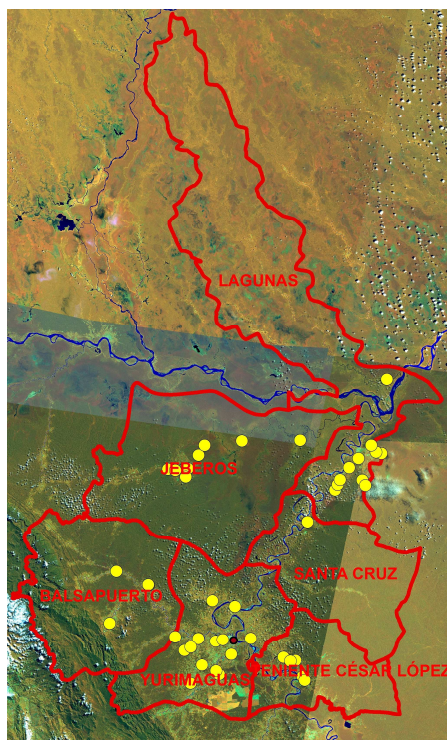 LAGUNAS
JEBEROS
SANTA CRUZ
BALSAPUERTO
TENIENTE CÉSAR LÓPEZ
YURIMAGUAS